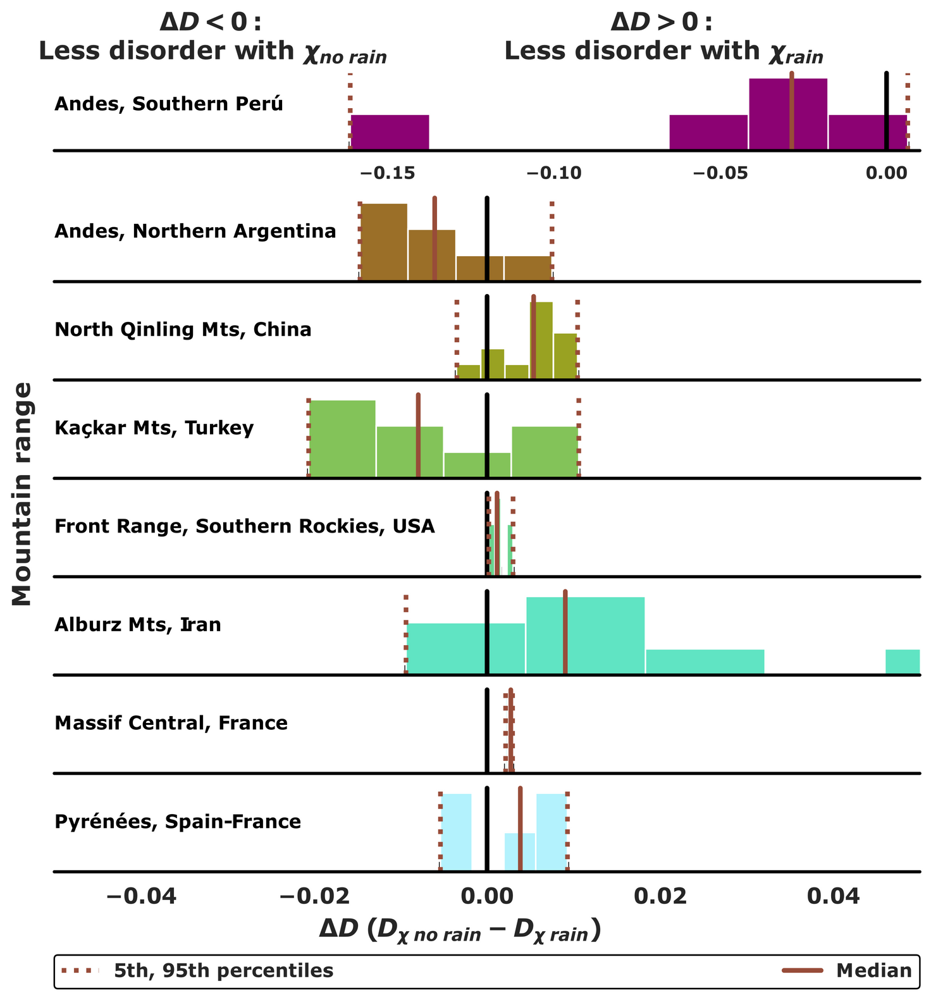 ΔD < 0 :
Less disorder with χno rain
ΔD > 0 :
Less disorder with χrain
Andes, Southern Perú
−0.15 −0.10 −0.05 0.00
Andes, Northern Argentina
North Qinling Mts, China
Kaçkar Mts, Turkey
Front Range, Southern Rockies, USA
Alburz Mts, Iran
Massif Central, France
Pyrénées, Spain-France
Mountain range
−0.04 −0.02 0.00 0.02 0.04
ΔD (Dχ no rain − Dχ rain)
5th, 95th percentiles
Median